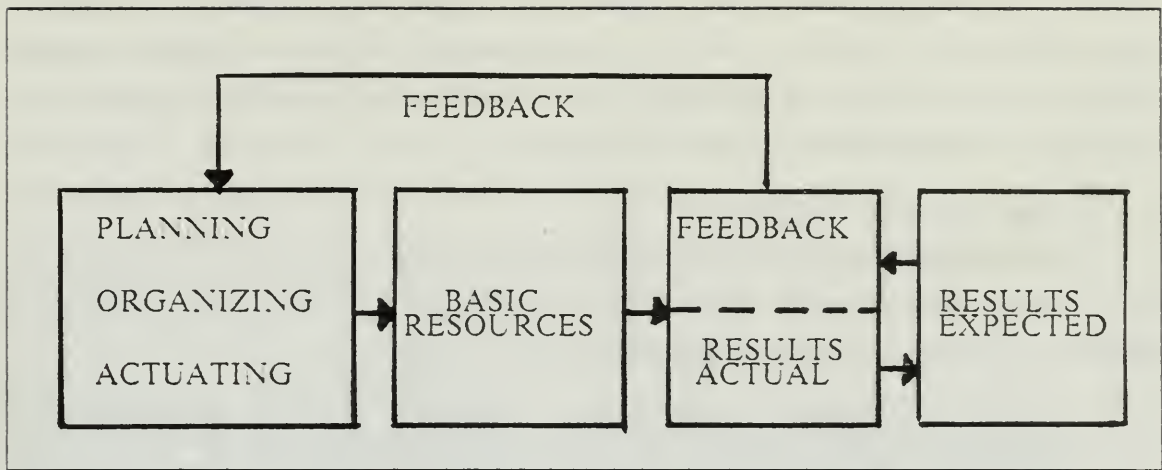 FEEDBACK
PLANNING
ORGANIZING
ACTUATING
BASIC
RESOURCES
FEEDBACK
RESULTS
ACTUAL
RESULTS
EXPECTED